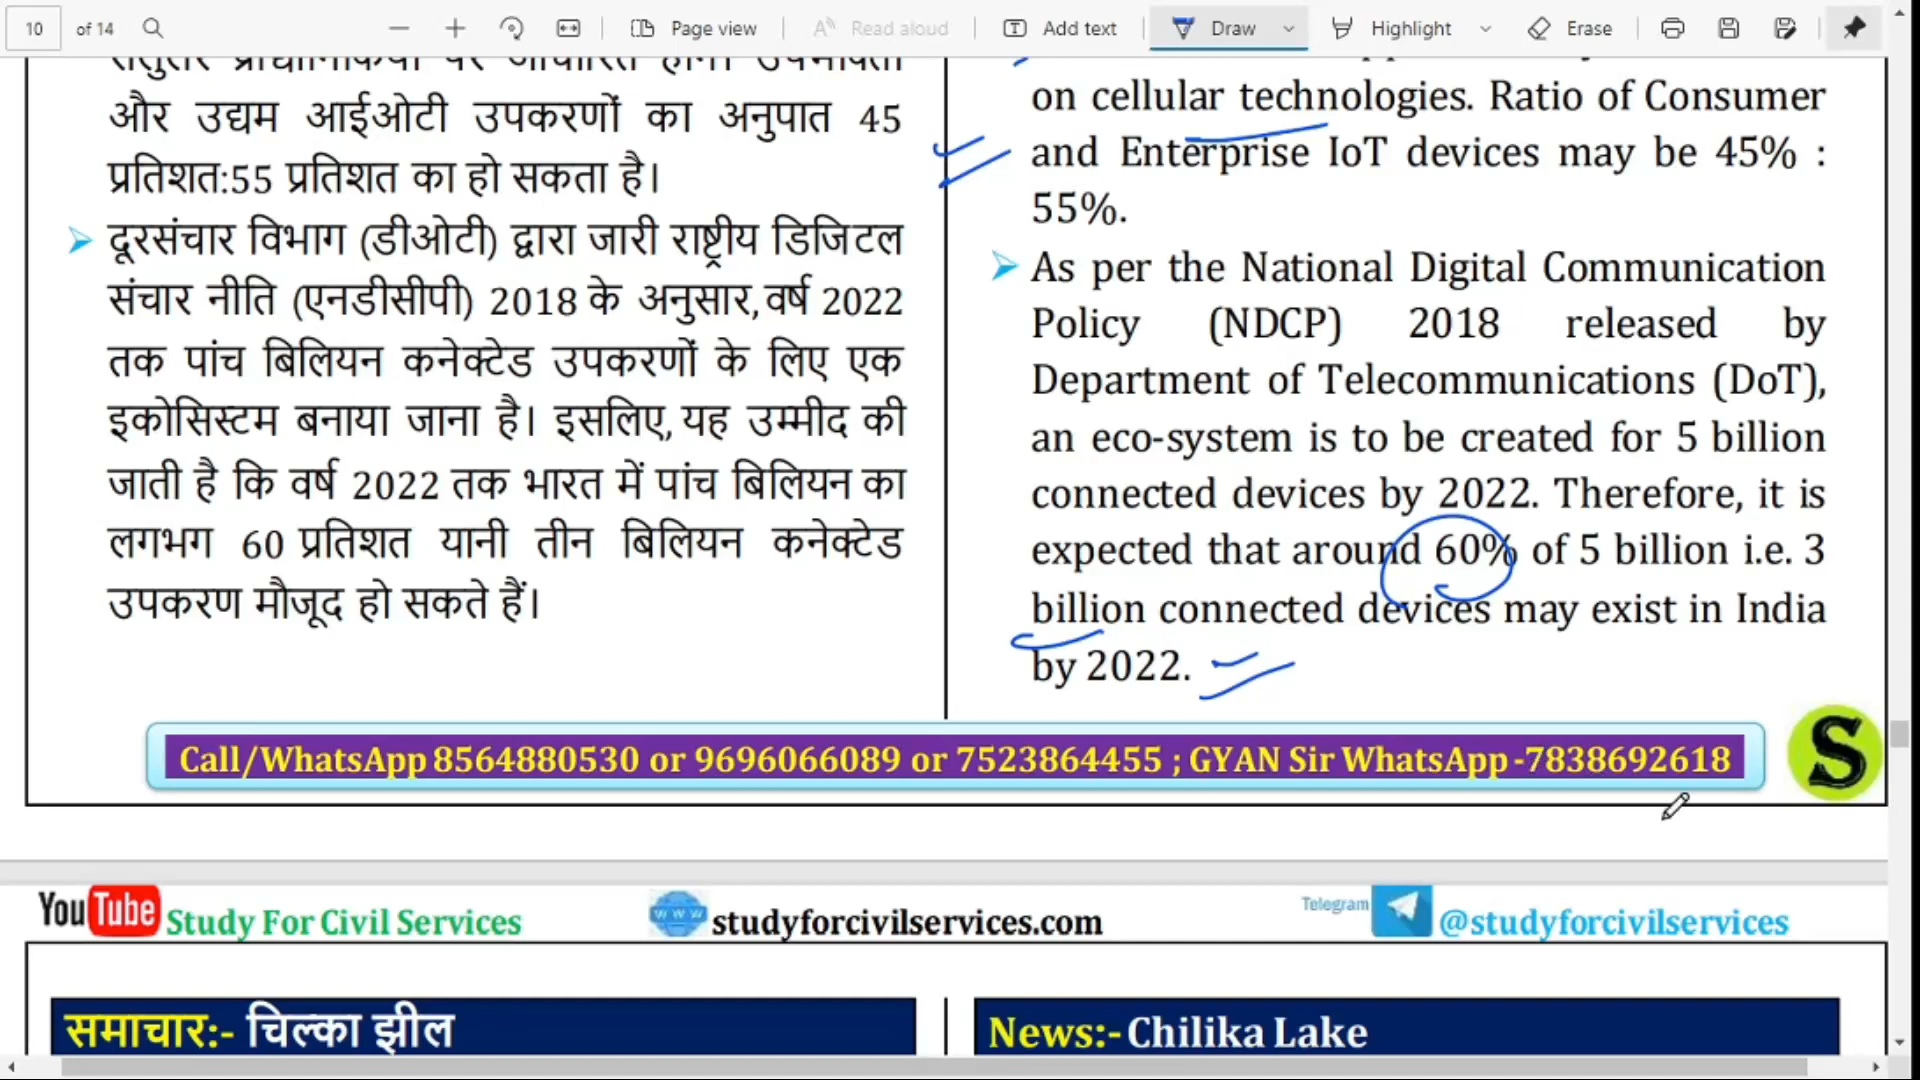 10 of 14 Page view Read aloud Add text Draw Highlight Erase
और उद्यम आईओटी उपकरणों का अनुपात 45
प्रतिशत:55 प्रतिशत का हो सकता है।
दूरसंचार विभाग (डीओटी) द्वारा जारी राष्ट्रीय डिजिटल
संचार नीति (एनडीसीपी) 2018 के अनुसार, वर्ष 2022
तक पांच बिलियन कनेक्टेड उपकरणों के लिए एक
इकोसिस्टम बनाया जाना है। इसलिए, यह उम्मीद की
जाती है कि वर्ष 2022 तक भारत में पांच बिलियन का
लगभग 60 प्रतिशत यानी तीन बिलियन कनेक्टेड
उपकरण मौजूद हो सकते हैं।
on cellular technologies. Ratio of Consumer
and Enterprise IoT devices may be 45% :
55%.
As per the National Digital Communication
Policy (NDCP) 2018 released by
Department of Telecommunications (DoT),
an eco-system is to be created for 5 billion
connected devices by 2022. Therefore, it is
expected that around 60% of 5 billion i.e. 3
billion connected devices may exist in India
by 2022.
Call/WhatsApp 8564880530 or 9696066089 or 7523864455 ; GYAN Sir WhatsApp -7838692618
S
YouTube Study For Civil Services
www studyforcivilservices.com
Telegram @studyforcivilservices
समाचार:- चिल्का झील
News:- Chilika Lake